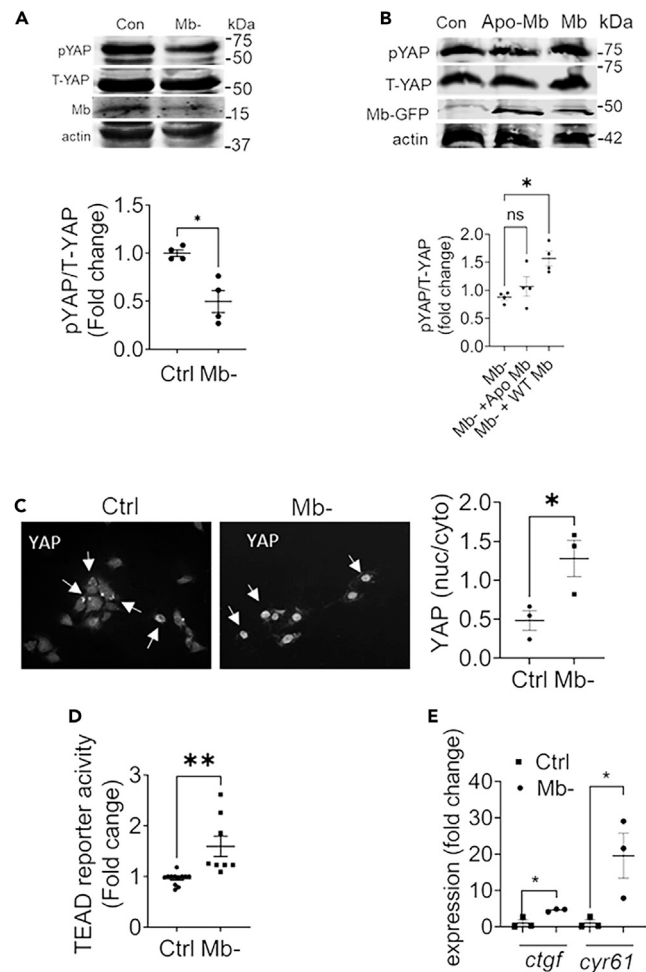 A
Con Mb- kDa
pYAP -75
-50
T-YAP
-50
Mb
-15
actin
-37
pYAP/T-YAP
(Fold change)
1.5
*
1.0
0.5
0.0
Ctrl Mb-
B
Con Apo-Mb Mb kDa
pYAP -75
-75
T-YAP
Mb-GFP -50
actin -42
pYAP/T-YAP
(fold change)
*
ns
2.0
1.5
1.0
0.5
0.0
Mb-
Mb- +Apo Mb
Mb- + WT Mb
C
Ctrl Mb-
YAP YAP
YAP (nuc/cyto)
2.0
*
1.5
1.0
0.5
0.0
Ctrl Mb-
D
TEAD reporter acivity
(Fold cange)
**
3
2
1
0
Ctrl Mb-
E
expression (fold change)
Ctrl
Mb-
40
*
30
20
10
*
0
ctgf cyr61